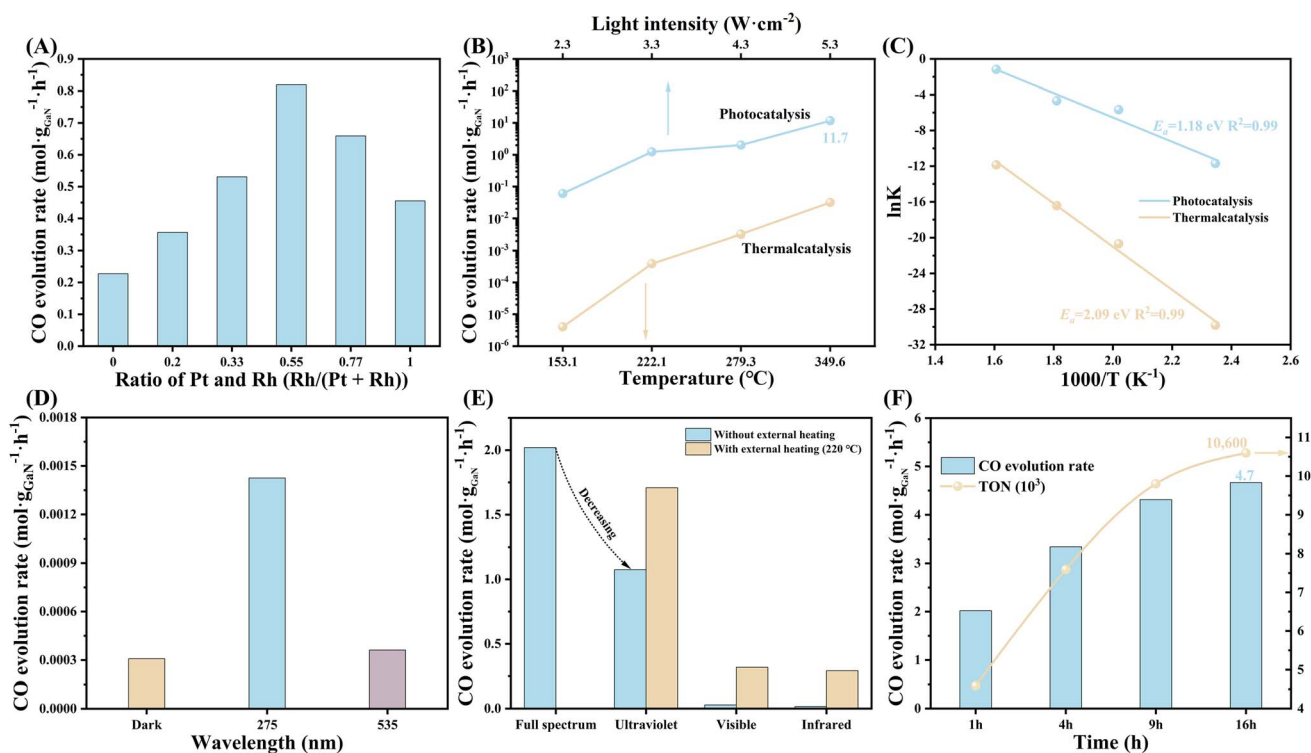 (A)
CO evolution rate (mol·g_GaN^-1·h^-1)
0.9
0.8
0.7
0.6
0.5
0.4
0.3
0.2
0.1
0.0
0 0.2 0.33 0.55 0.77 1
Ratio of Pt and Rh (Rh/(Pt + Rh))
(B)
Light intensity (W·cm^-2)
2.3 3.3 4.3 5.3
CO evolution rate (mol·g_GaN^-1·h^-1)
10^3
10^2
10^1
10^0
10^-1
10^-2
10^-3
10^-4
10^-5
10^-6
Photocatalysis
11.7
Thermalcatalysis
153.1 222.1 279.3 349.6
Temperature (°C)
(C)
lnK
4
0
-4
-8
-12
-16
-20
-24
-28
-32
E_a=1.18 eV R^2=0.99
Photocatalysis
Thermalcatalysis
E_a=2.09 eV R^2=0.99
1.4 1.6 1.8 2.0 2.2 2.4 2.6
1000/T (K^-1)
(D)
CO evolution rate (mol·g_GaN^-1·h^-1)
0.0018
0.0015
0.0012
0.0009
0.0006
0.0003
0.0000
Dark 275 535
Wavelength (nm)
(E)
CO evolution rate (mol·g_GaN^-1·h^-1)
2.0
1.5
1.0
0.5
0.0
Without external heating
With external heating (220 °C)
Decreasing
Full spectrum Ultraviolet Visible Infrared
(F)
CO evolution rate (mol·g_GaN^-1·h^-1)
6
5
4
3
2
1
0
CO evolution rate
TON (10^3)
10,600
4.7
11
10
9
8
7
6
5
4
1h 4h 9h 16h
Time (h)